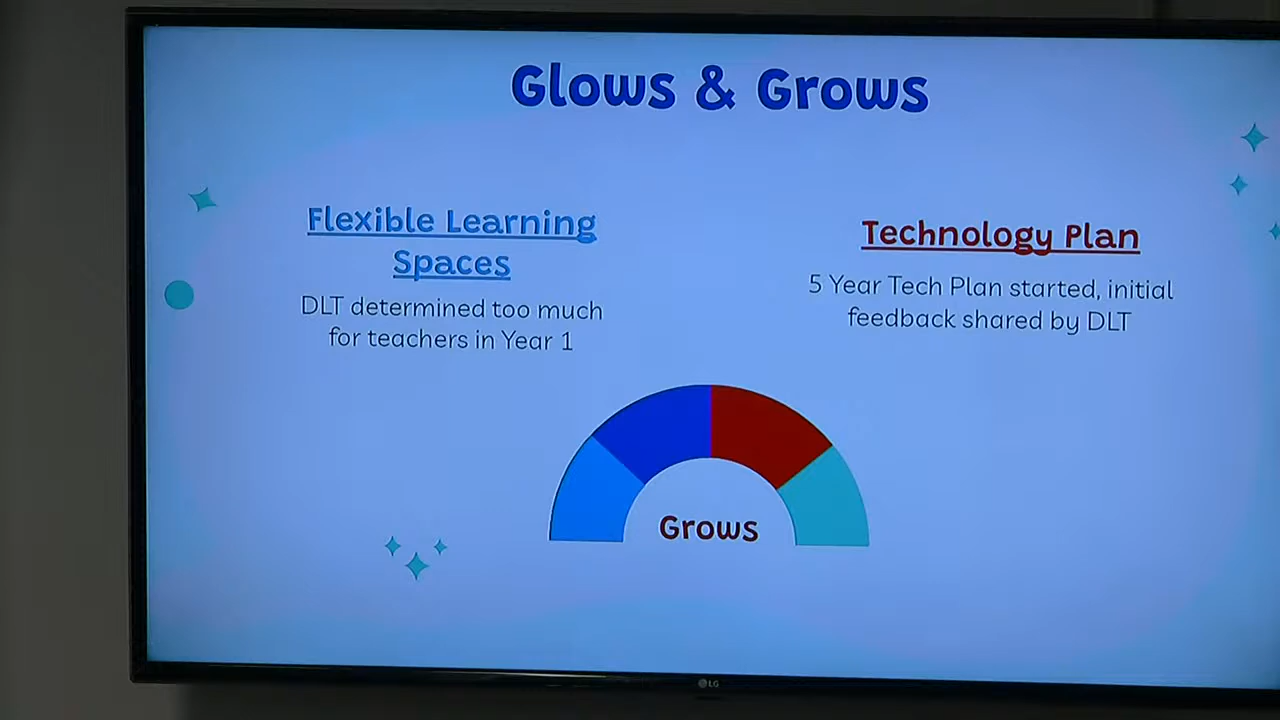 Glows & Grows
Flexible Learning
Spaces
DLT determined too much
for teachers in Year 1
Technology Plan
5 Year Tech Plan started, initial
feedback shared by DLT
Grows
LG